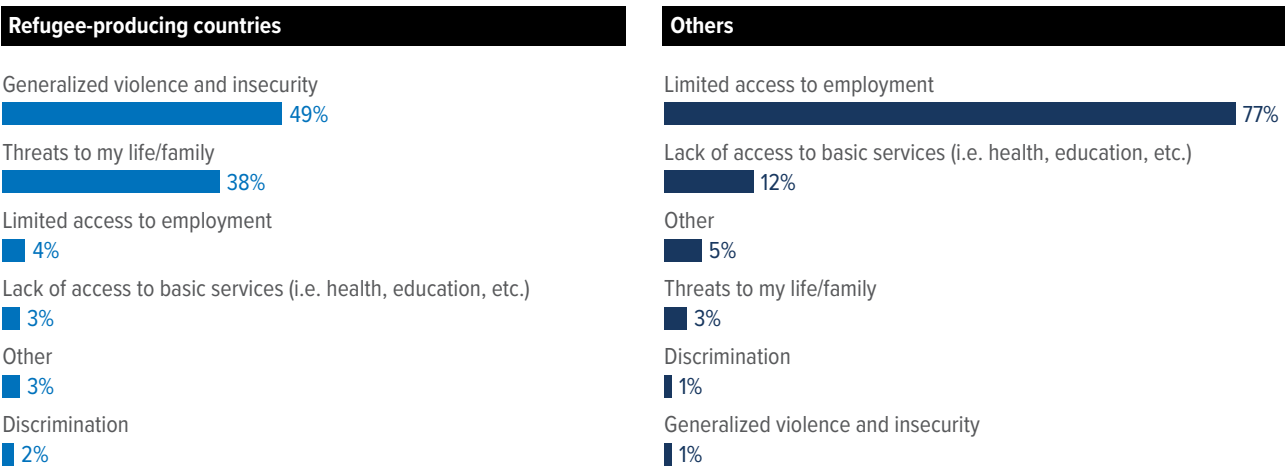 Refugee-producing countries
Generalized violence and insecurity
49%
Threats to my life/family
38%
Limited access to employment
4%
Lack of access to basic services (i.e. health, education, etc.)
3%
Other
3%
Discrimination
2%
Others
Limited access to employment
77%
Lack of access to basic services (i.e. health, education, etc.)
12%
Other
5%
Threats to my life/family
3%
Discrimination
1%
Generalized violence and insecurity
1%